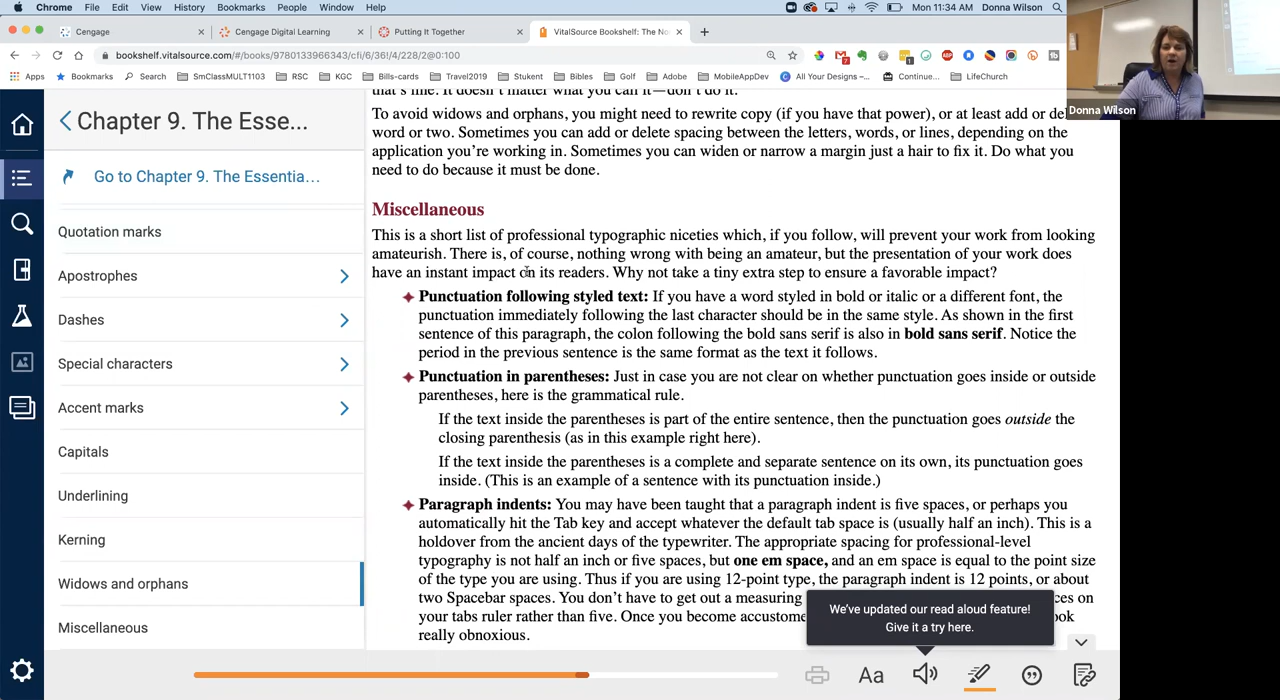 Chrome File Edit View History Bookmarks People Window Help Mon 11:34 AM Donna Wilson
Cengage Cengage Digital Learning Putting It Together VitalSource Bookshelf: The No
bookshelf.vitalsource.com/#/books/9780133966343/cfi/6/36!/4/228/2@0:100
Apps Bookmarks Search SmClassMULT1103 RSC KGC Bills-cards Travel2019 Stukent Bibles Golf Adobe MobileAppDev All Your Designs –... Continue... LifeChurch
Donna Wilson
Chapter 9. The Esse...
Go to Chapter 9. The Essentia...
Quotation marks
Apostrophes
Dashes
Special characters
Accent marks
Capitals
Underlining
Kerning
Widows and orphans
Miscellaneous
that's fine. It doesn't matter what you call it—don't do it.
To avoid widows and orphans, you might need to rewrite copy (if you have that power), or at least add or de
word or two. Sometimes you can add or delete spacing between the letters, words, or lines, depending on the
application you're working in. Sometimes you can widen or narrow a margin just a hair to fix it. Do what you
need to do because it must be done.
Miscellaneous
This is a short list of professional typographic niceties which, if you follow, will prevent your work from looking
amateurish. There is, of course, nothing wrong with being an amateur, but the presentation of your work does
have an instant impact on its readers. Why not take a tiny extra step to ensure a favorable impact?
Punctuation following styled text: If you have a word styled in bold or italic or a different font, the
punctuation immediately following the last character should be in the same style. As shown in the first
sentence of this paragraph, the colon following the bold sans serif is also in bold sans serif. Notice the
period in the previous sentence is the same format as the text it follows.
Punctuation in parentheses: Just in case you are not clear on whether punctuation goes inside or outside
parentheses, here is the grammatical rule.
If the text inside the parentheses is part of the entire sentence, then the punctuation goes outside the
closing parenthesis (as in this example right here).
If the text inside the parentheses is a complete and separate sentence on its own, its punctuation goes
inside. (This is an example of a sentence with its punctuation inside.)
Paragraph indents: You may have been taught that a paragraph indent is five spaces, or perhaps you
automatically hit the Tab key and accept whatever the default tab space is (usually half an inch). This is a
holdover from the ancient days of the typewriter. The appropriate spacing for professional-level
typography is not half an inch or five spaces, but one em space, and an em space is equal to the point size
of the type you are using. Thus if you are using 12-point type, the paragraph indent is 12 points, or about
two Spacebar spaces. You don't have to get out a measuring ces on
your tabs ruler rather than five. Once you become accustome ook
really obnoxious.
We've updated our read aloud feature!
Give it a try here.
Aa